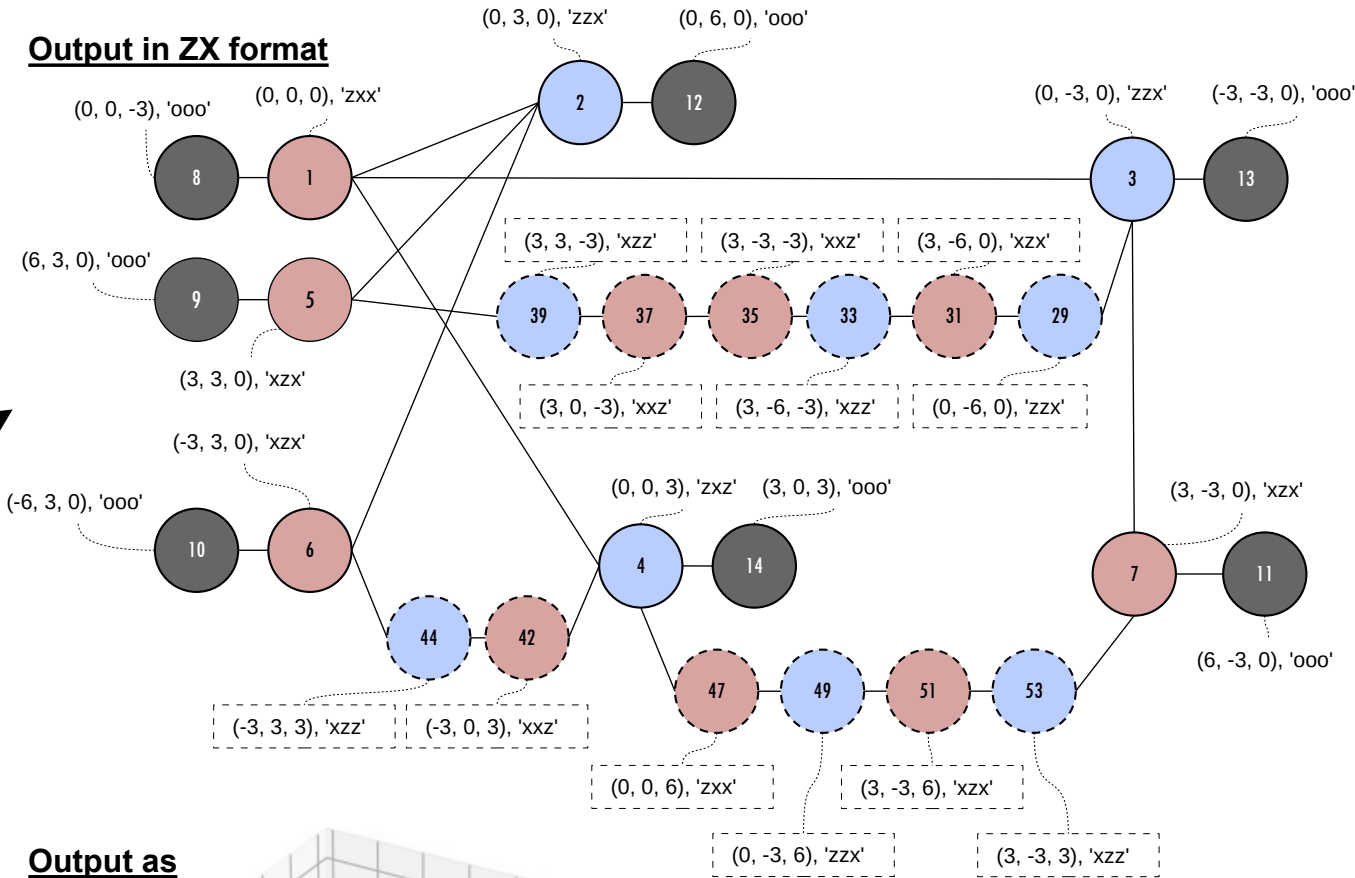 (0, 3, 0), 'zzx' (0, 6, 0), 'ooo'
Output in ZX format
(0, 0, -3), 'ooo' (0, 0, 0), 'zxx' (0, -3, 0), 'zzx' (-3, -3, 0), 'ooo'
2 12
8 1 3 13
(6, 3, 0), 'ooo' (3, 3, -3), 'xzz' (3, -3, -3), 'xxz' (3, -6, 0), 'xzx'
9 5 39 37 35 33 31 29
(3, 3, 0), 'xzx' (3, 0, -3), 'xxz' (3, -6, -3), 'xzz' (0, -6, 0), 'zzx'
(-3, 3, 0), 'xzx'
(-6, 3, 0), 'ooo' (0, 0, 3), 'zxz' (3, 0, 3), 'ooo' (3, -3, 0), 'xzx'
10 6 4 14 7 11
44 42 (6, -3, 0), 'ooo'
47 49 51 53
(-3, 3, 3), 'xzz' (-3, 0, 3), 'xxz'
(0, 0, 6), 'zxx' (3, -3, 6), 'xzx'
(0, -3, 6), 'zzx' (3, -3, 3), 'xzz'
Output as